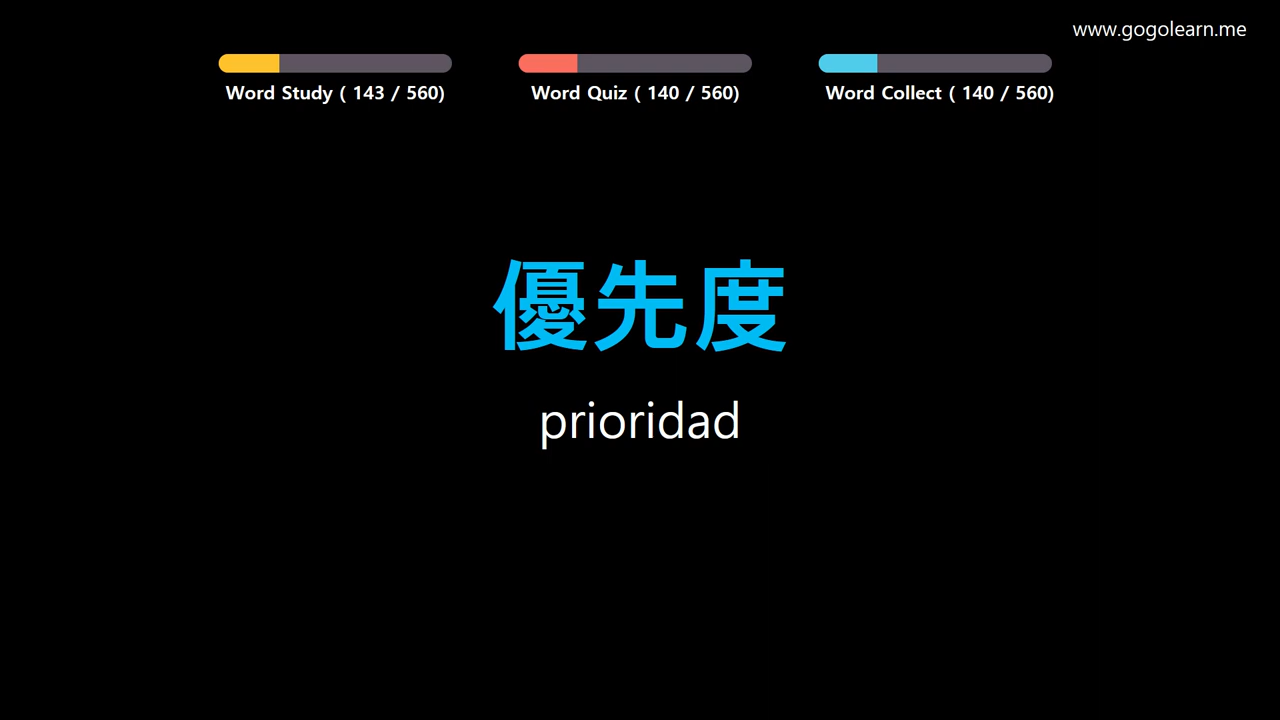 www.gogolearn.me
Word Study ( 143 / 560)
Word Quiz ( 140 / 560)
Word Collect ( 140 / 560)
優先度
prioridad